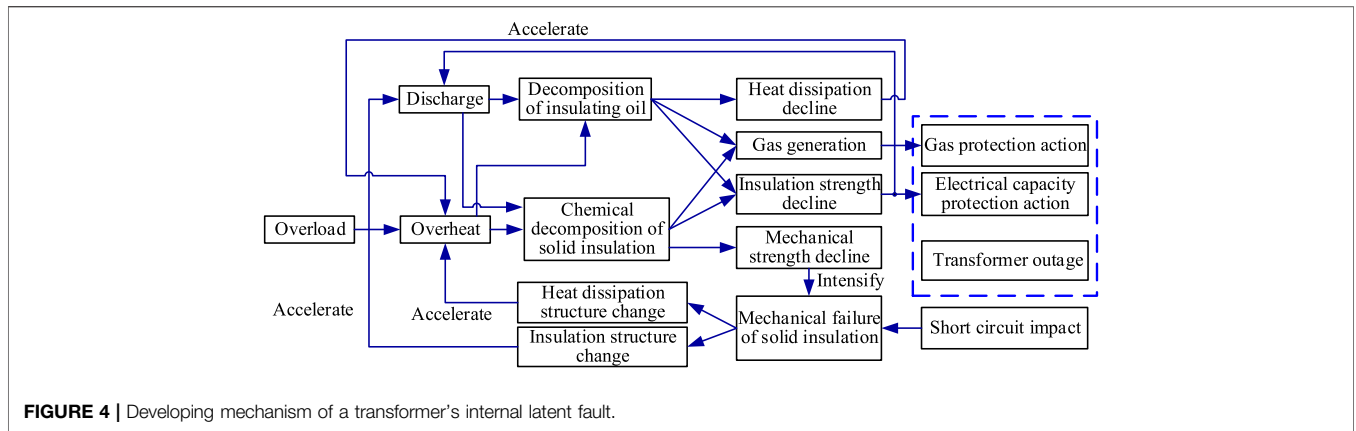 Accelerate
Discharge
Decomposition
of insulating oil
Heat dissipation
decline
Gas generation
Gas protection action
Insulation strength
decline
Electrical capacity
protection action
Overload
Overheat
Chemical
decomposition of
solid insulation
Mechanical
strength decline
Transformer outage
Intensify
Accelerate
Accelerate
Heat dissipation
structure change
Insulation structure
change
Mechanical failure
of solid insulation
Short circuit impact
FIGURE 4 | Developing mechanism of a transformer's internal latent fault.